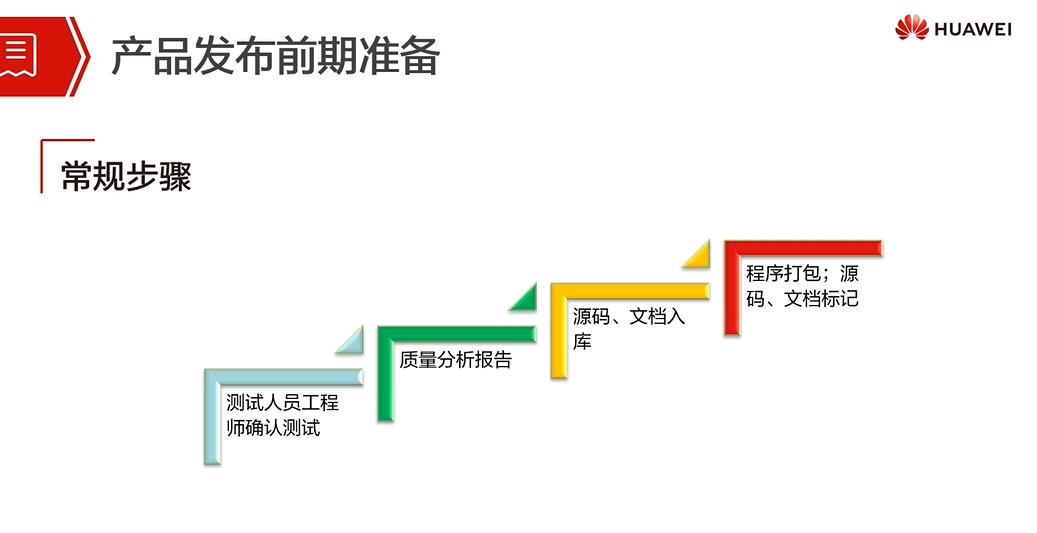 产品发布前期准备
HUAWEI
常规步骤
测试人员工程
师确认测试
质量分析报告
源码、文档入
库
程序打包；源
码、文档标记